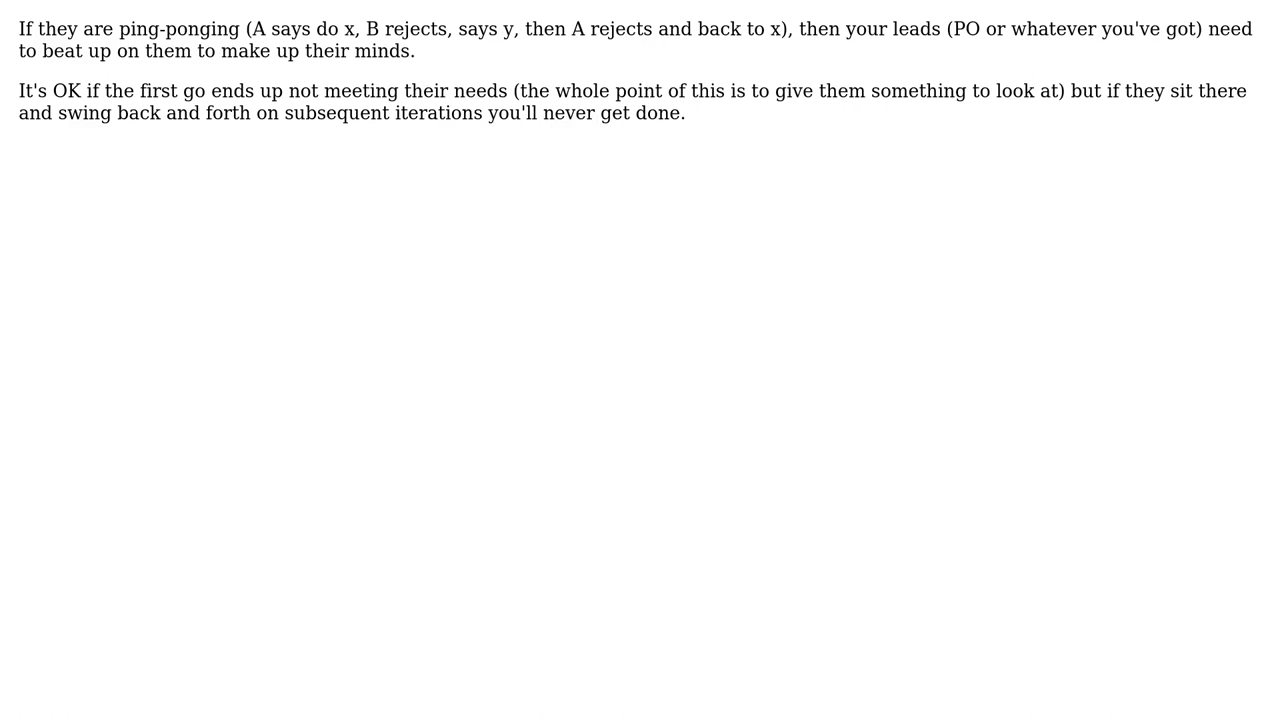 If they are ping-ponging (A says do x, B rejects, says y, then A rejects and back to x), then your leads (PO or whatever you've got) need
to beat up on them to make up their minds.
It's OK if the first go ends up not meeting their needs (the whole point of this is to give them something to look at) but if they sit there
and swing back and forth on subsequent iterations you'll never get done.